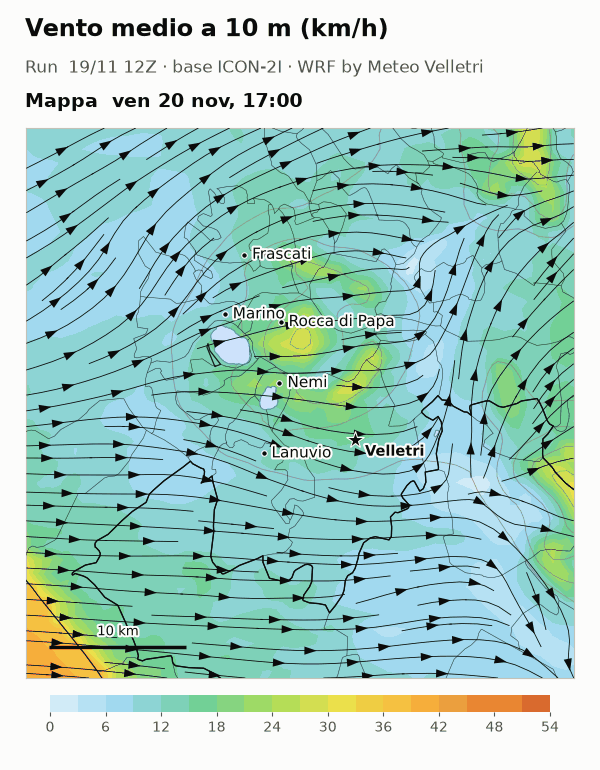 Vento medio a 10 m (km/h)
Run  19/11 12Z · base ICON-2I · WRF by Meteo Velletri
Mappa  ven 20 nov, 17:00
Frascati
Marino
Rocca di Papa
Nemi
Velletri
Lanuvio
10 km
0 6 12 18 24 30 36 42 48 54